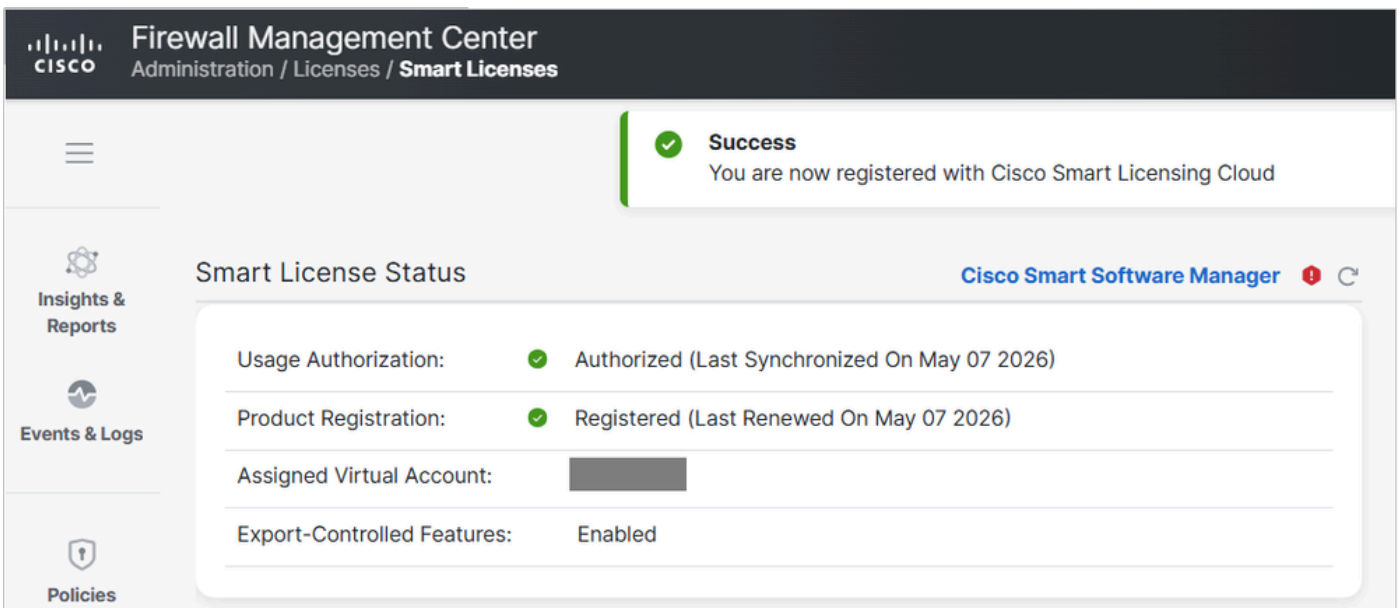 CISCO
Firewall Management Center
Administration / Licenses / Smart Licenses
Success
You are now registered with Cisco Smart Licensing Cloud
Insights &
Reports
Events & Logs
Policies
Smart License Status
Cisco Smart Software Manager
Usage Authorization: Authorized (Last Synchronized On May 07 2026)
Product Registration: Registered (Last Renewed On May 07 2026)
Assigned Virtual Account:
Export-Controlled Features: Enabled